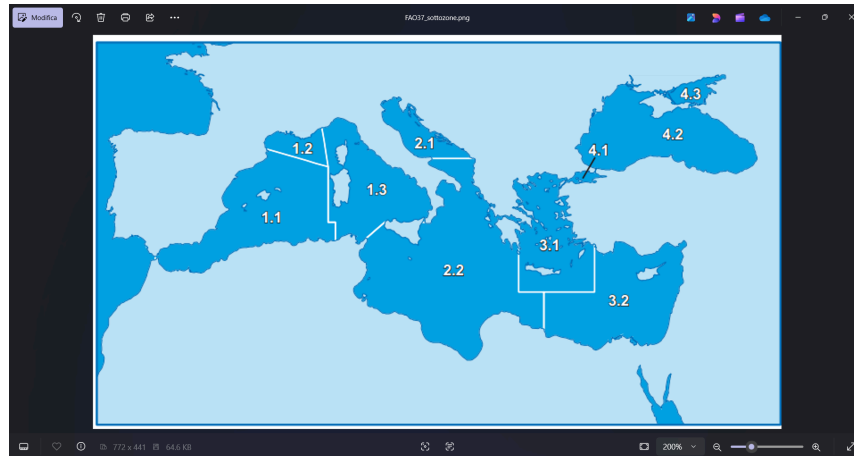 Modifica
FAO37_sottozone.png
4.3
4.2
4.1
2.1
1.2
1.3
1.1
3.1
2.2
3.2
772 x 441
64.6 KB
200%